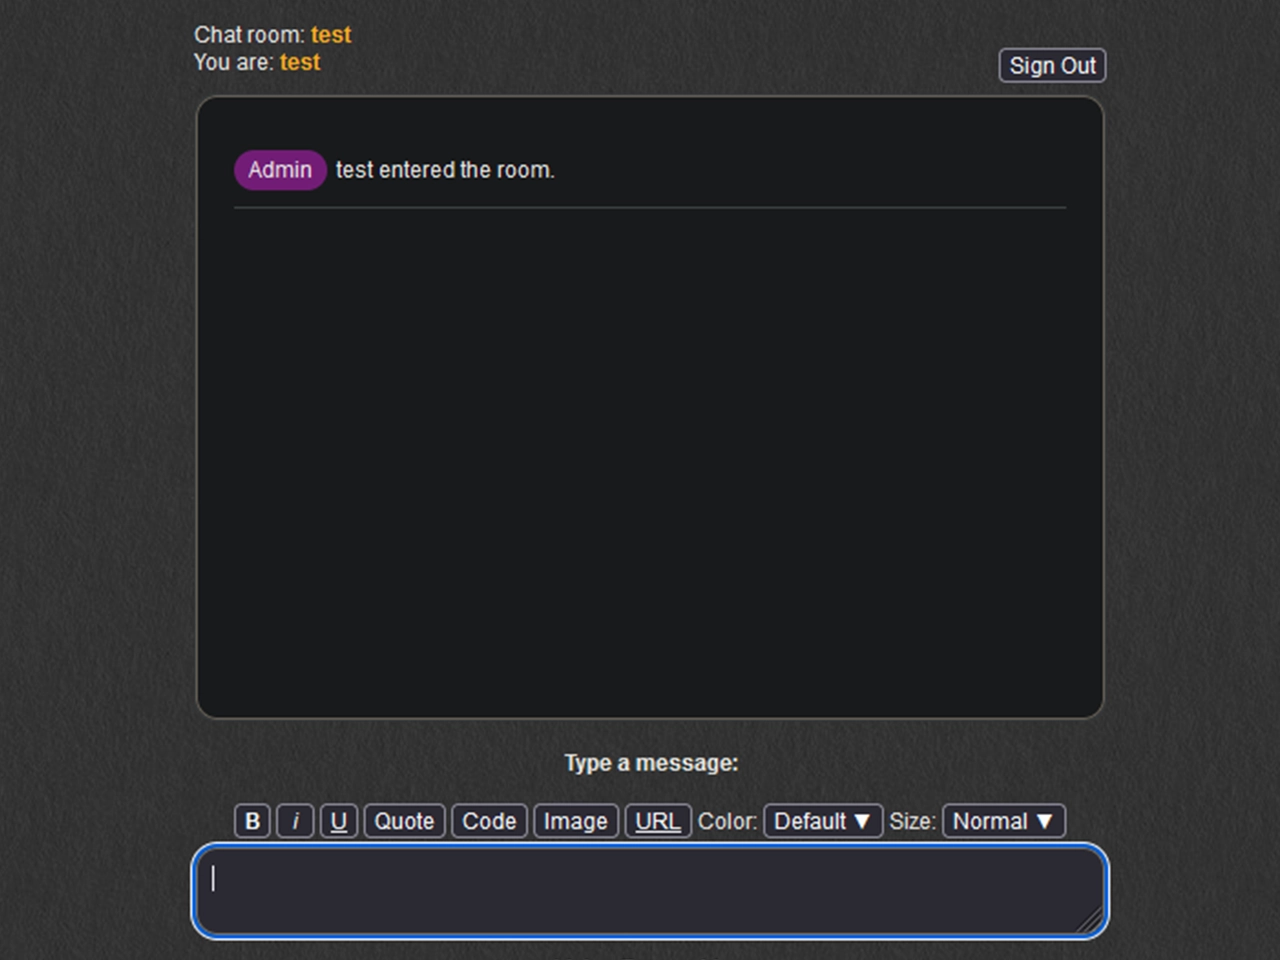 Chat room: test
You are: test
Sign Out
Admin test entered the room.
Type a message:
B i U Quote Code Image URL Color: Default ▼ Size: Normal ▼